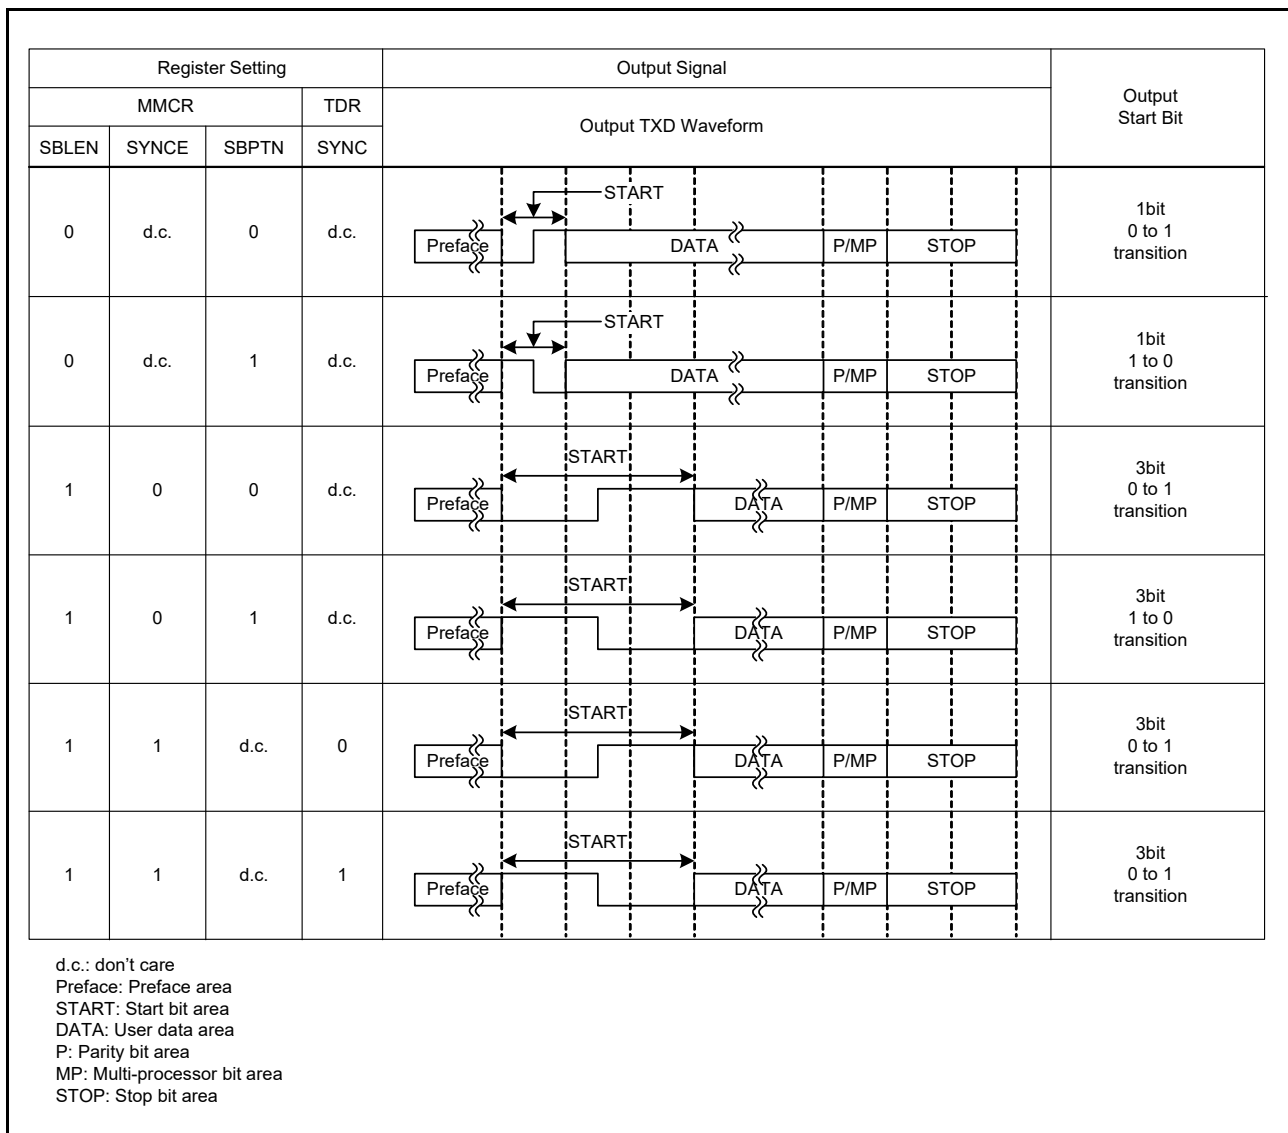 Register Setting
Output Signal
Output
Start Bit
MMCR
TDR
Output TXD Waveform
SBLEN
SYNCE
SBPTN
SYNC
0
d.c.
0
d.c.
START
Preface
DATA
P/MP
STOP
1bit
0 to 1
transition
0
d.c.
1
d.c.
START
Preface
DATA
P/MP
STOP
1bit
1 to 0
transition
1
0
0
d.c.
START
Preface
DATA
P/MP
STOP
3bit
0 to 1
transition
1
0
1
d.c.
START
Preface
DATA
P/MP
STOP
3bit
1 to 0
transition
1
1
d.c.
0
START
Preface
DATA
P/MP
STOP
3bit
0 to 1
transition
1
1
d.c.
1
START
Preface
DATA
P/MP
STOP
3bit
0 to 1
transition
d.c.: don't care
Preface: Preface area
START: Start bit area
DATA: User data area
P: Parity bit area
MP: Multi-processor bit area
STOP: Stop bit area